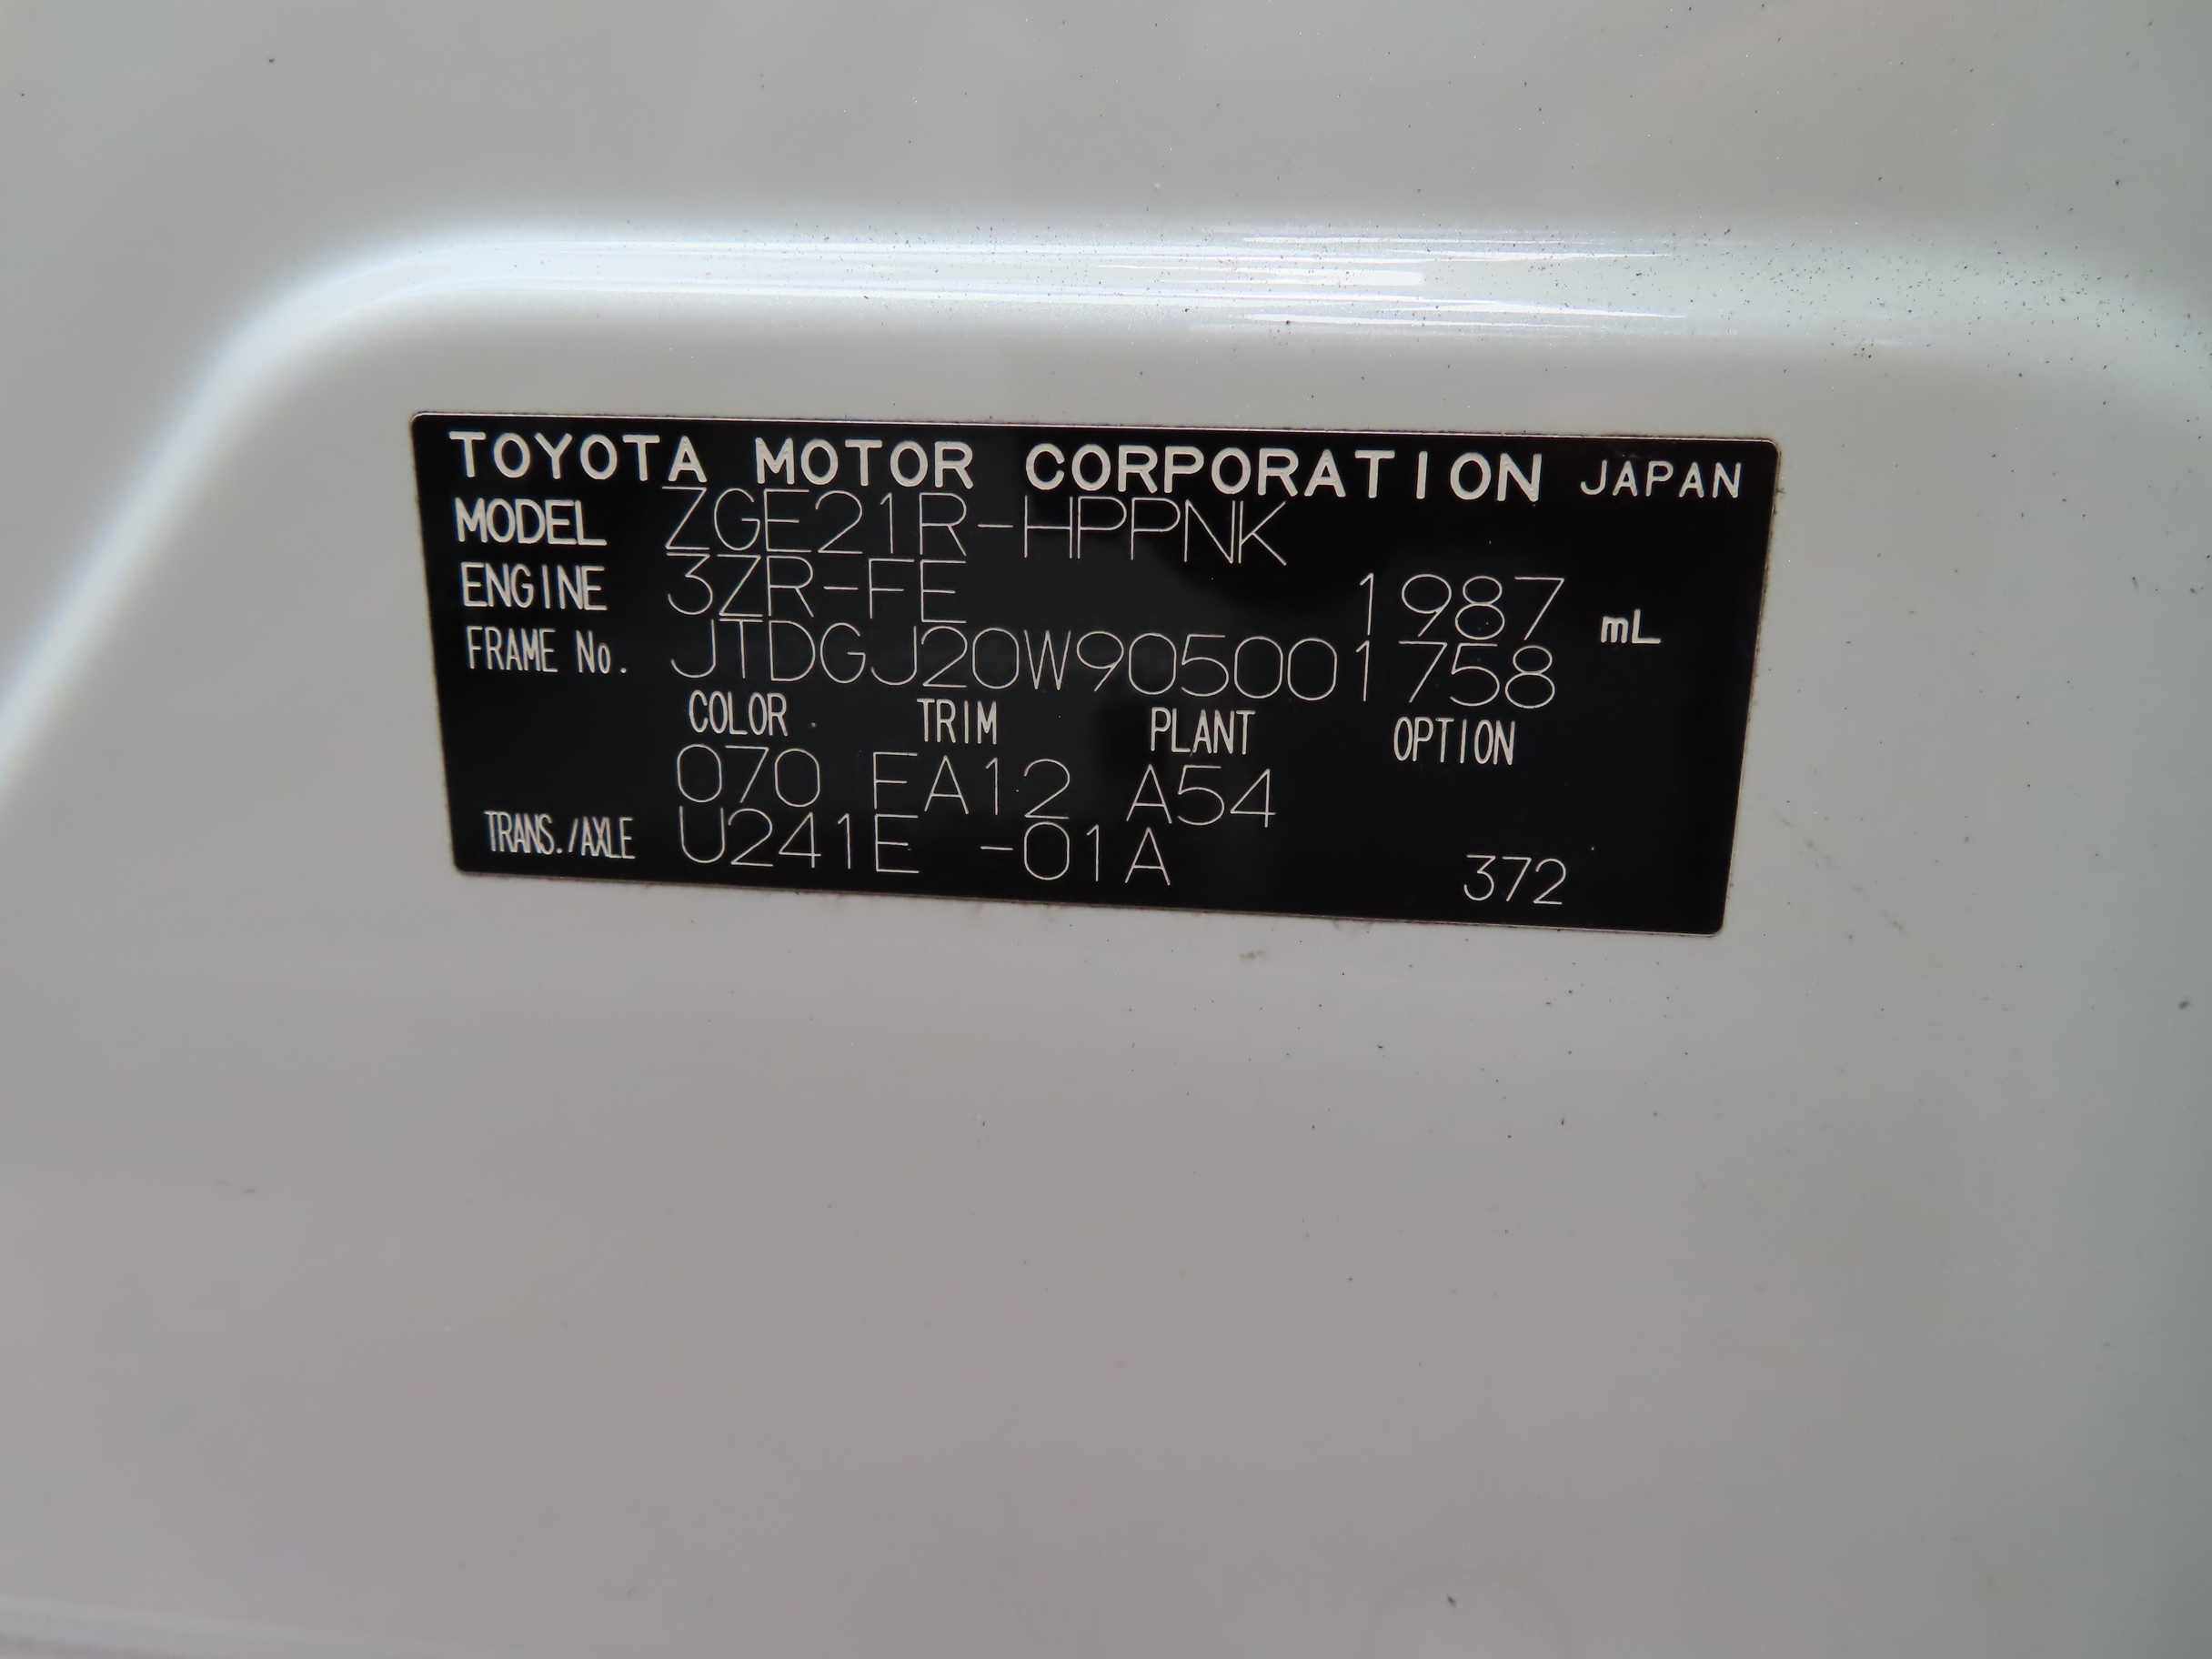 TOYOTA MOTOR CORPORATION JAPAN
MODEL ZGE21R-HPPNK
ENGINE 3ZR-FE 1987 mL
FRAME No. JTDGJ20W905001758
COLOR TRIM PLANT OPTION
070 FA12 A54
TRANS./AXLE U241E -01A 372